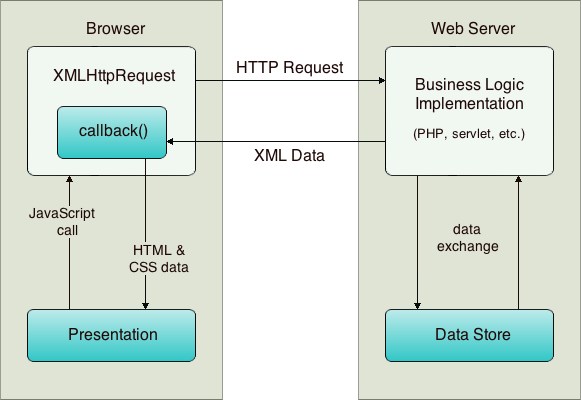 Browser
Web Server
XMLHttpRequest
HTTP Request
Business Logic
Implementation
(PHP, servlet, etc.)
callback()
XML Data
JavaScript
call
HTML &
CSS data
data
exchange
Presentation
Data Store